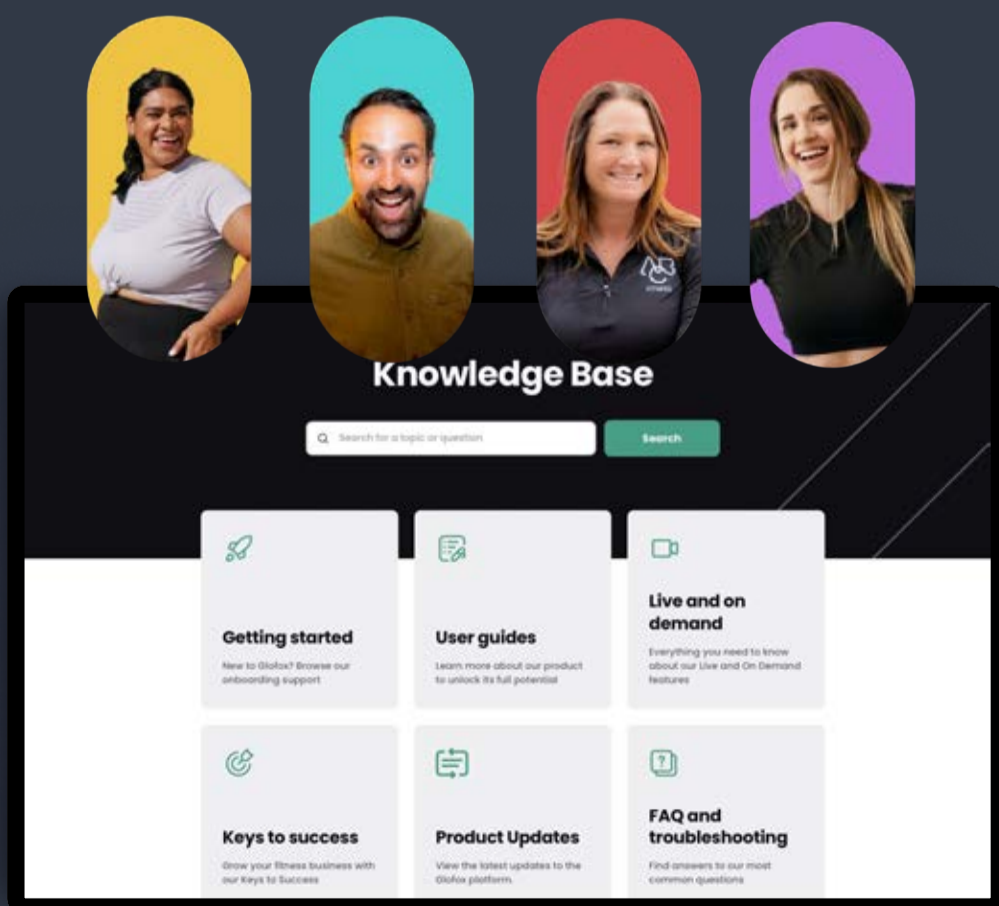 Knowledge Base
Search for a topic or question
Search
Getting started
New to Glofox? Browse our
onboarding support
User guides
Learn more about our product
to unlock its full potential
Live and on
demand
Everything you need to know
about our Live and On Demand
features
Keys to success
Grow your fitness business with
our Keys to Success
Product Updates
View the latest updates to the
Glofox platform.
FAQ and
troubleshooting
Find answers to our most
common questions